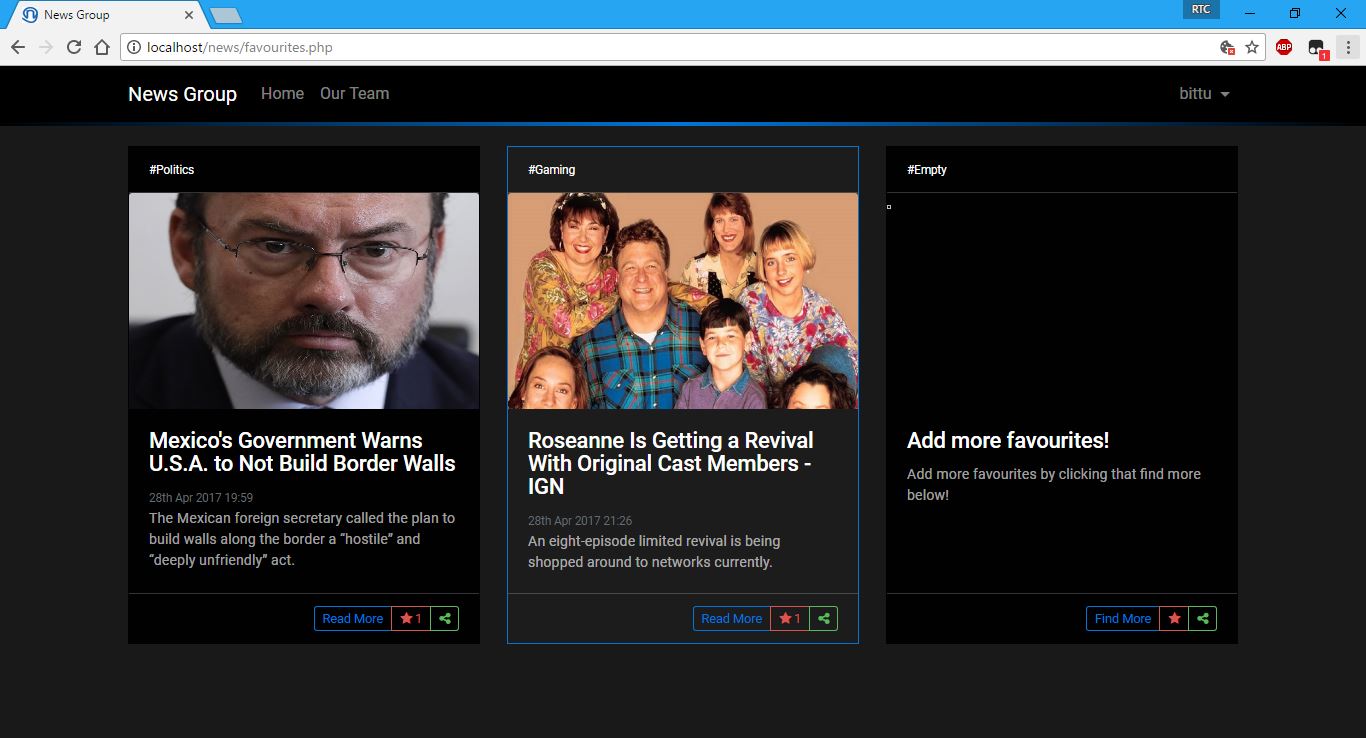 News Group
RTC
localhost/news/favourites.php
ABP
1
News Group Home Our Team bittu
#Politics
Mexico's Government Warns
U.S.A. to Not Build Border Walls
28th Apr 2017 19:59
The Mexican foreign secretary called the plan to
build walls along the border a “hostile” and
“deeply unfriendly” act.
Read More 1
#Gaming
Roseanne Is Getting a Revival
With Original Cast Members -
IGN
28th Apr 2017 21:26
An eight-episode limited revival is being
shopped around to networks currently.
Read More 1
#Empty
Add more favourites!
Add more favourites by clicking that find more
below!
Find More